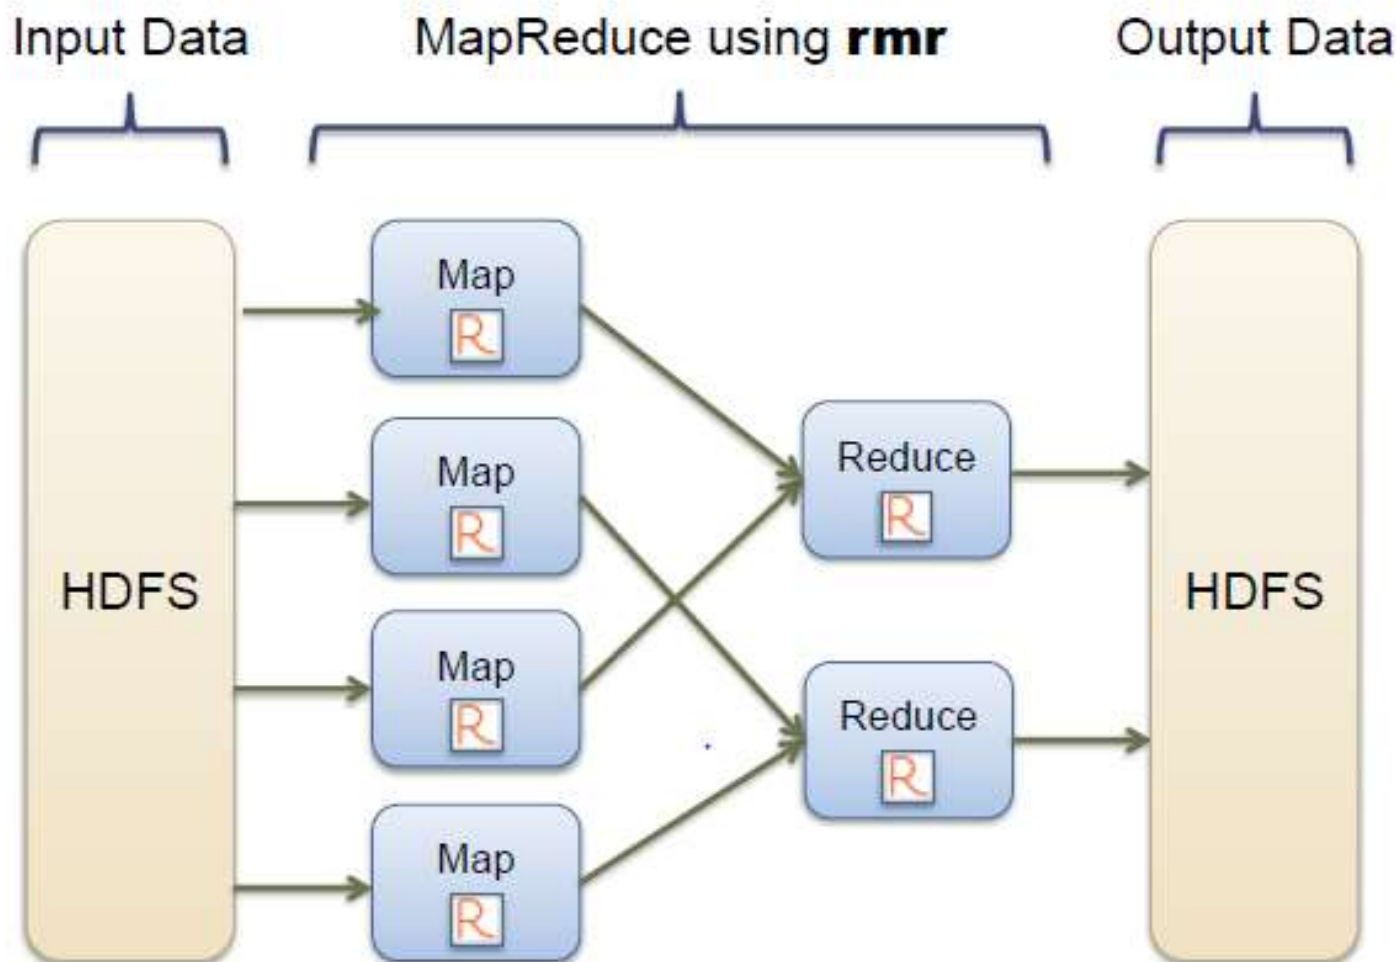 Input Data
MapReduce using rmr
Output Data
HDFS
Map
R
Map
R
Map
R
Map
R
Reduce
R
Reduce
R
HDFS